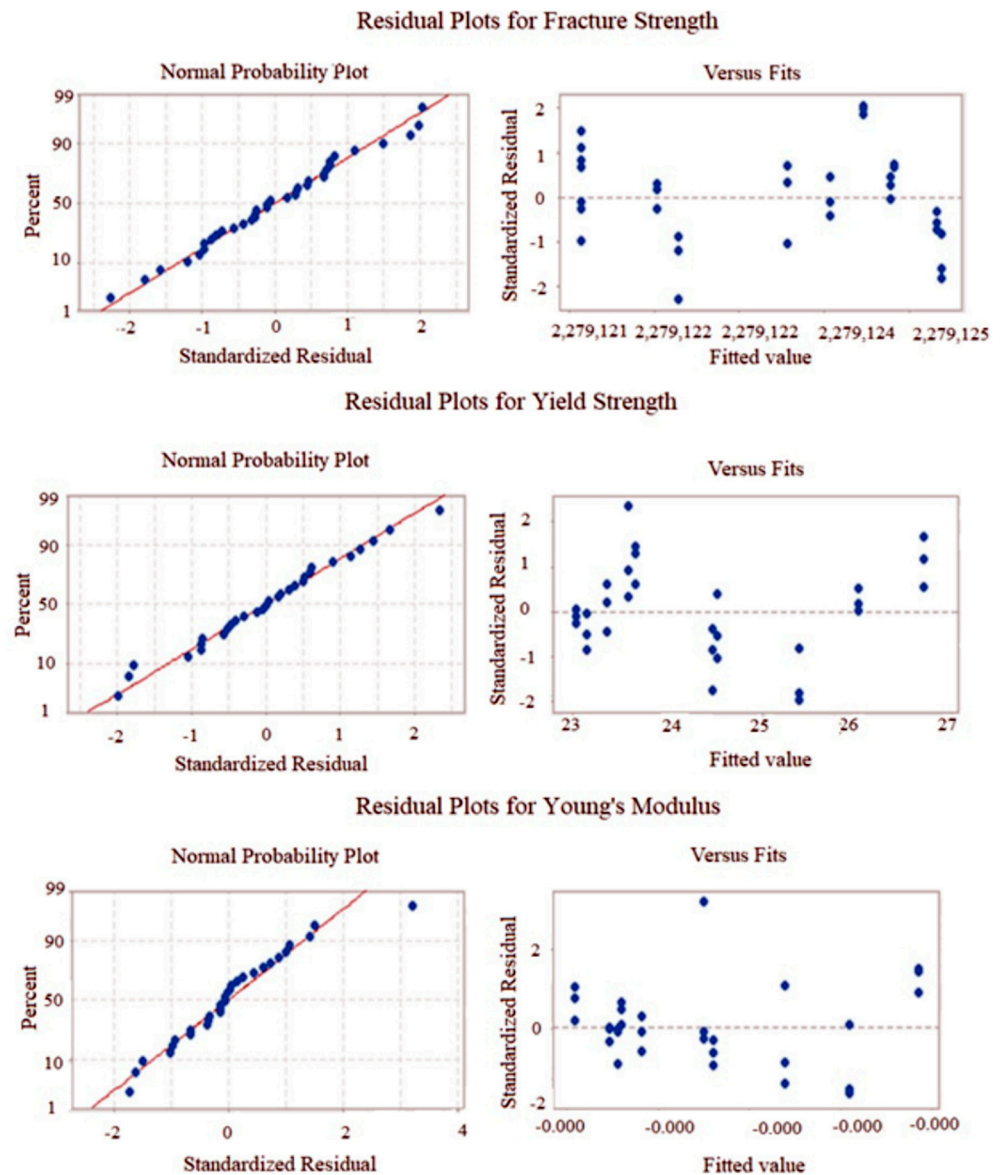 Residual Plots for Fracture Strength
Normal Probability Plot
99
90
50
10
1
Percent
-2 -1 0 1 2
Standardized Residual
Versus Fits
2
1
0
-1
-2
Standardized Residual
2,279,121 2,279,122 2,279,122 2,279,124 2,279,125
Fitted value
Residual Plots for Yield Strength
Normal Probability Plot
99
90
50
10
1
Percent
-2 -1 0 1 2
Standardized Residual
Versus Fits
2
1
0
-1
-2
Standardized Residual
23 24 25 26 27
Fitted value
Residual Plots for Young's Modulus
Normal Probability Plot
99
90
50
10
1
Percent
-2 0 2 4
Standardized Residual
Versus Fits
2
0
-2
Standardized Residual
-0.000 -0.000 -0.000 -0.000 -0.000
Fitted value